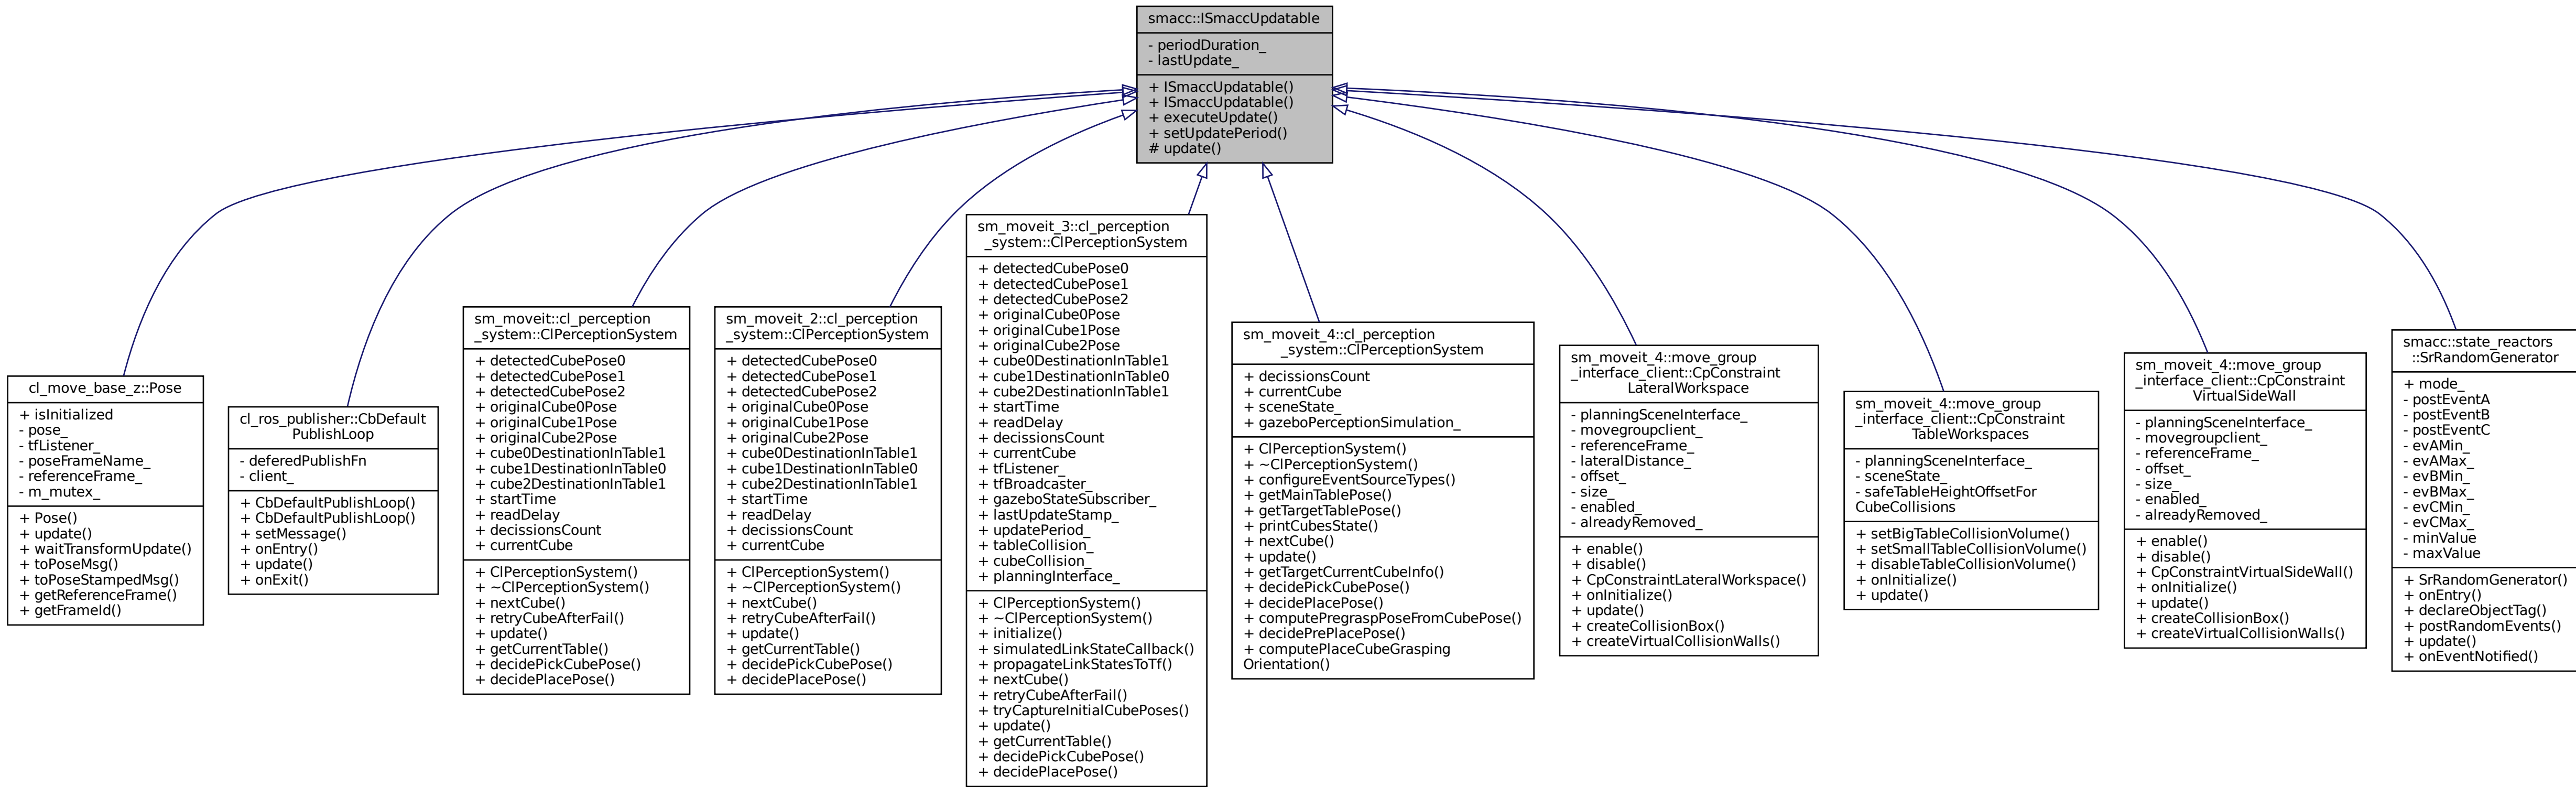 smacc::ISmaccUpdatable
- periodDuration_
- lastUpdate_
+ ISmaccUpdatable()
+ ISmaccUpdatable()
+ executeUpdate()
+ setUpdatePeriod()
# update()
cl_move_base_z::Pose
+ isInitialized
- pose_
- tfListener_
- poseFrameName_
- referenceFrame_
- m_mutex_
+ Pose()
+ update()
+ waitTransformUpdate()
+ toPoseMsg()
+ toPoseStampedMsg()
+ getReferenceFrame()
+ getFrameId()
cl_ros_publisher::CbDefault
PublishLoop
- deferedPublishFn
- client_
+ CbDefaultPublishLoop()
+ CbDefaultPublishLoop()
+ setMessage()
+ onEntry()
+ update()
+ onExit()
sm_moveit::cl_perception
_system::ClPerceptionSystem
+ detectedCubePose0
+ detectedCubePose1
+ detectedCubePose2
+ originalCube0Pose
+ originalCube1Pose
+ originalCube2Pose
+ cube0DestinationInTable1
+ cube1DestinationInTable0
+ cube2DestinationInTable1
+ startTime
+ readDelay
+ decissionsCount
+ currentCube
+ ClPerceptionSystem()
+ ~ClPerceptionSystem()
+ nextCube()
+ retryCubeAfterFail()
+ update()
+ getCurrentTable()
+ decidePickCubePose()
+ decidePlacePose()
sm_moveit_2::cl_perception
_system::ClPerceptionSystem
+ detectedCubePose0
+ detectedCubePose1
+ detectedCubePose2
+ originalCube0Pose
+ originalCube1Pose
+ originalCube2Pose
+ cube0DestinationInTable1
+ cube1DestinationInTable0
+ cube2DestinationInTable1
+ startTime
+ readDelay
+ decissionsCount
+ currentCube
+ ClPerceptionSystem()
+ ~ClPerceptionSystem()
+ nextCube()
+ retryCubeAfterFail()
+ update()
+ getCurrentTable()
+ decidePickCubePose()
+ decidePlacePose()
sm_moveit_3::cl_perception
_system::ClPerceptionSystem
+ detectedCubePose0
+ detectedCubePose1
+ detectedCubePose2
+ originalCube0Pose
+ originalCube1Pose
+ originalCube2Pose
+ cube0DestinationInTable1
+ cube1DestinationInTable0
+ cube2DestinationInTable1
+ startTime
+ readDelay
+ decissionsCount
+ currentCube
+ tfListener_
+ tfBroadcaster_
+ gazeboStateSubscriber_
+ lastUpdateStamp_
+ updatePeriod_
+ tableCollision_
+ cubeCollision_
+ planningInterface_
+ ClPerceptionSystem()
+ ~ClPerceptionSystem()
+ initialize()
+ simulatedLinkStateCallback()
+ propagateLinkStatesToTf()
+ nextCube()
+ retryCubeAfterFail()
+ tryCaptureInitialCubePoses()
+ update()
+ getCurrentTable()
+ decidePickCubePose()
+ decidePlacePose()
sm_moveit_4::cl_perception
_system::ClPerceptionSystem
+ decissionsCount
+ currentCube
+ sceneState_
+ gazeboPerceptionSimulation_
+ ClPerceptionSystem()
+ ~ClPerceptionSystem()
+ configureEventSourceTypes()
+ getMainTablePose()
+ getTargetTablePose()
+ printCubesState()
+ nextCube()
+ update()
+ getTargetCurrentCubeInfo()
+ decidePickCubePose()
+ decidePlacePose()
+ computePregraspPoseFromCubePose()
+ decidePrePlacePose()
+ computePlaceCubeGrasping
Orientation()
sm_moveit_4::move_group
_interface_client::CpConstraint
LateralWorkspace
- planningSceneInterface_
- movegroupclient_
- referenceFrame_
- lateralDistance_
- offset_
- size_
- enabled_
- alreadyRemoved_
+ enable()
+ disable()
+ CpConstraintLateralWorkspace()
+ onInitialize()
+ update()
+ createCollisionBox()
+ createVirtualCollisionWalls()
sm_moveit_4::move_group
_interface_client::CpConstraint
TableWorkspaces
- planningSceneInterface_
- sceneState_
- safeTableHeightOffsetFor
CubeCollisions
+ setBigTableCollisionVolume()
+ setSmallTableCollisionVolume()
+ disableTableCollisionVolume()
+ onInitialize()
+ update()
sm_moveit_4::move_group
_interface_client::CpConstraint
VirtualSideWall
- planningSceneInterface_
- movegroupclient_
- referenceFrame_
- offset_
- size_
- enabled_
- alreadyRemoved_
+ enable()
+ disable()
+ CpConstraintVirtualSideWall()
+ onInitialize()
+ update()
+ createCollisionBox()
+ createVirtualCollisionWalls()
smacc::state_reactors
::SrRandomGenerator
+ mode_
- postEventA
- postEventB
- postEventC
- evAMin_
- evAMax_
- evBMin_
- evBMax_
- evCMin_
- evCMax_
- minValue
- maxValue
+ SrRandomGenerator()
+ onEntry()
+ declareObjectTag()
+ postRandomEvents()
+ update()
+ onEventNotified()